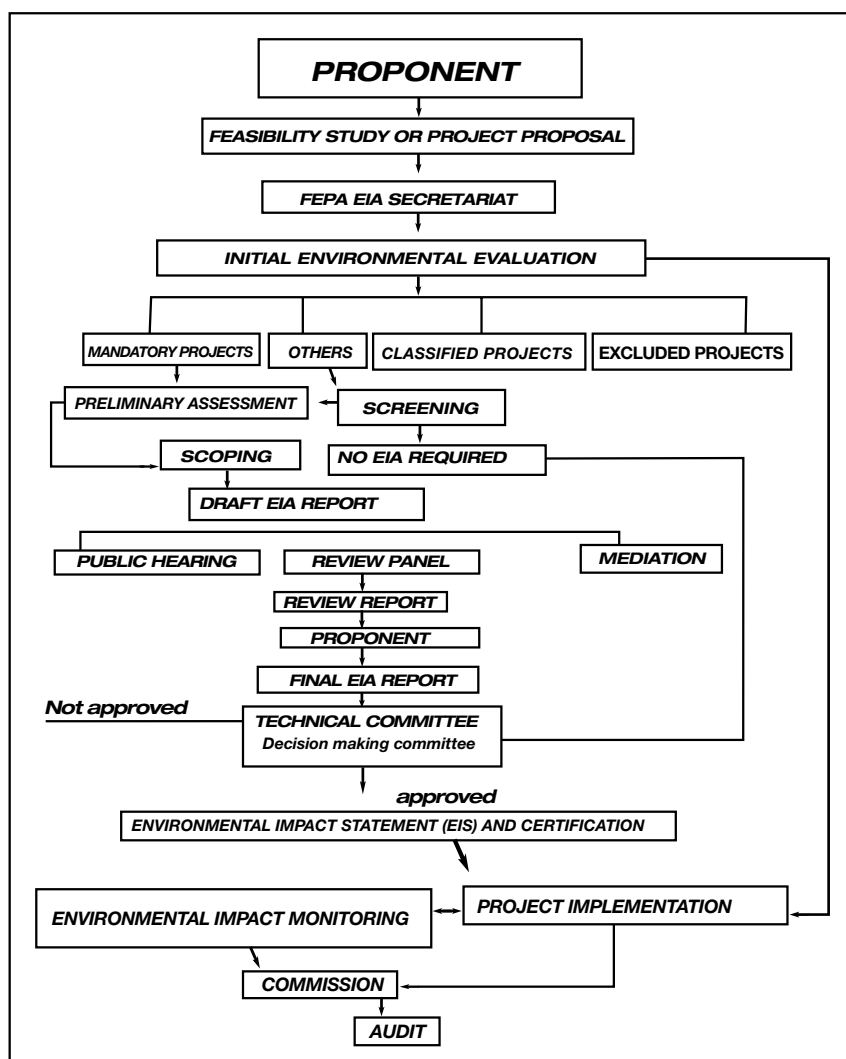 PROPONENT
FEASIBILITY STUDY OR PROJECT PROPOSAL
FEPA EIA SECRETARIAT
INITIAL ENVIRONMENTAL EVALUATION
MANDATORY PROJECTS
OTHERS
CLASSIFIED PROJECTS
EXCLUDED PROJECTS
PRELIMINARY ASSESSMENT
SCREENING
SCOPING
NO EIA REQUIRED
DRAFT EIA REPORT
PUBLIC HEARING
REVIEW PANEL
MEDIATION
REVIEW REPORT
PROPONENT
FINAL EIA REPORT
Not approved
TECHNICAL COMMITTEE
Decision making committee
approved
ENVIRONMENTAL IMPACT STATEMENT (EIS) AND CERTIFICATION
ENVIRONMENTAL IMPACT MONITORING
PROJECT IMPLEMENTATION
COMMISSION
AUDIT